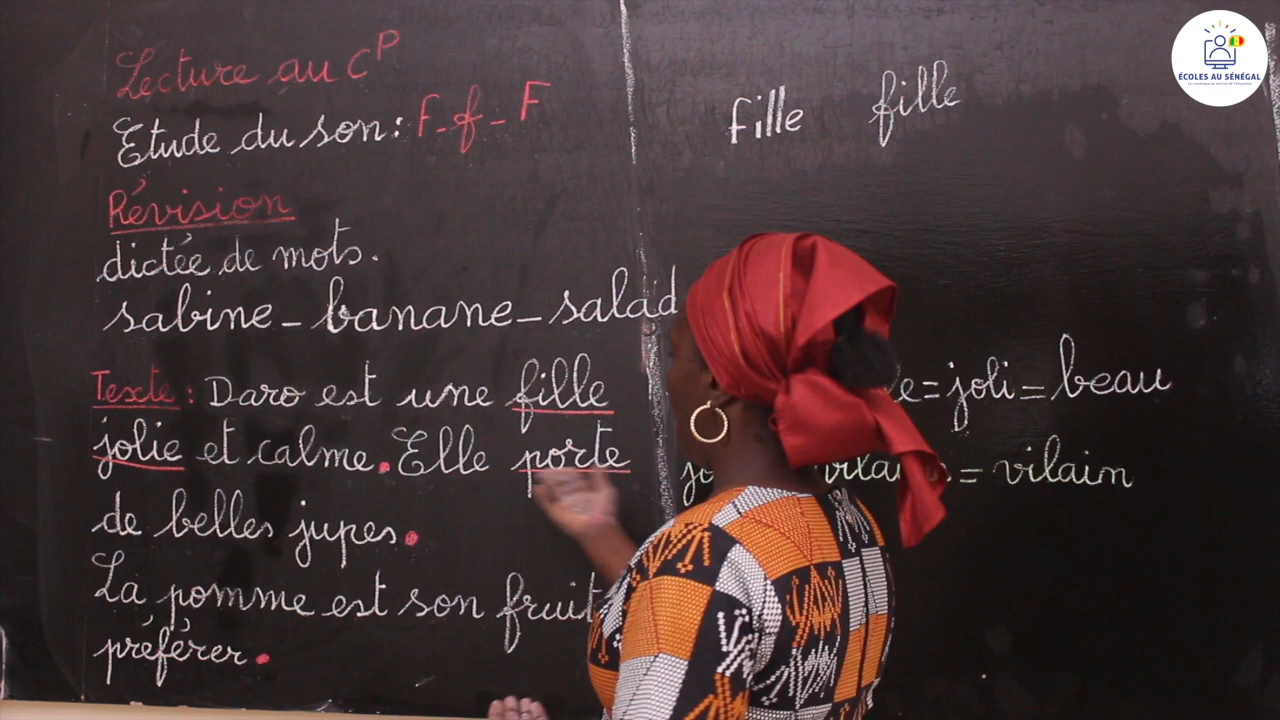 Lecture au CP
Etude du son: F-f-F
Révision
dictée de mots.
sabine - banane - salad
Texte: Daro est une fille
jolie et calme. Elle porte
de belles jupes.
La pomme est son fruit
préférer.
fille fille
=joli=beau
= vilain
ÉCOLES AU SÉNÉGAL